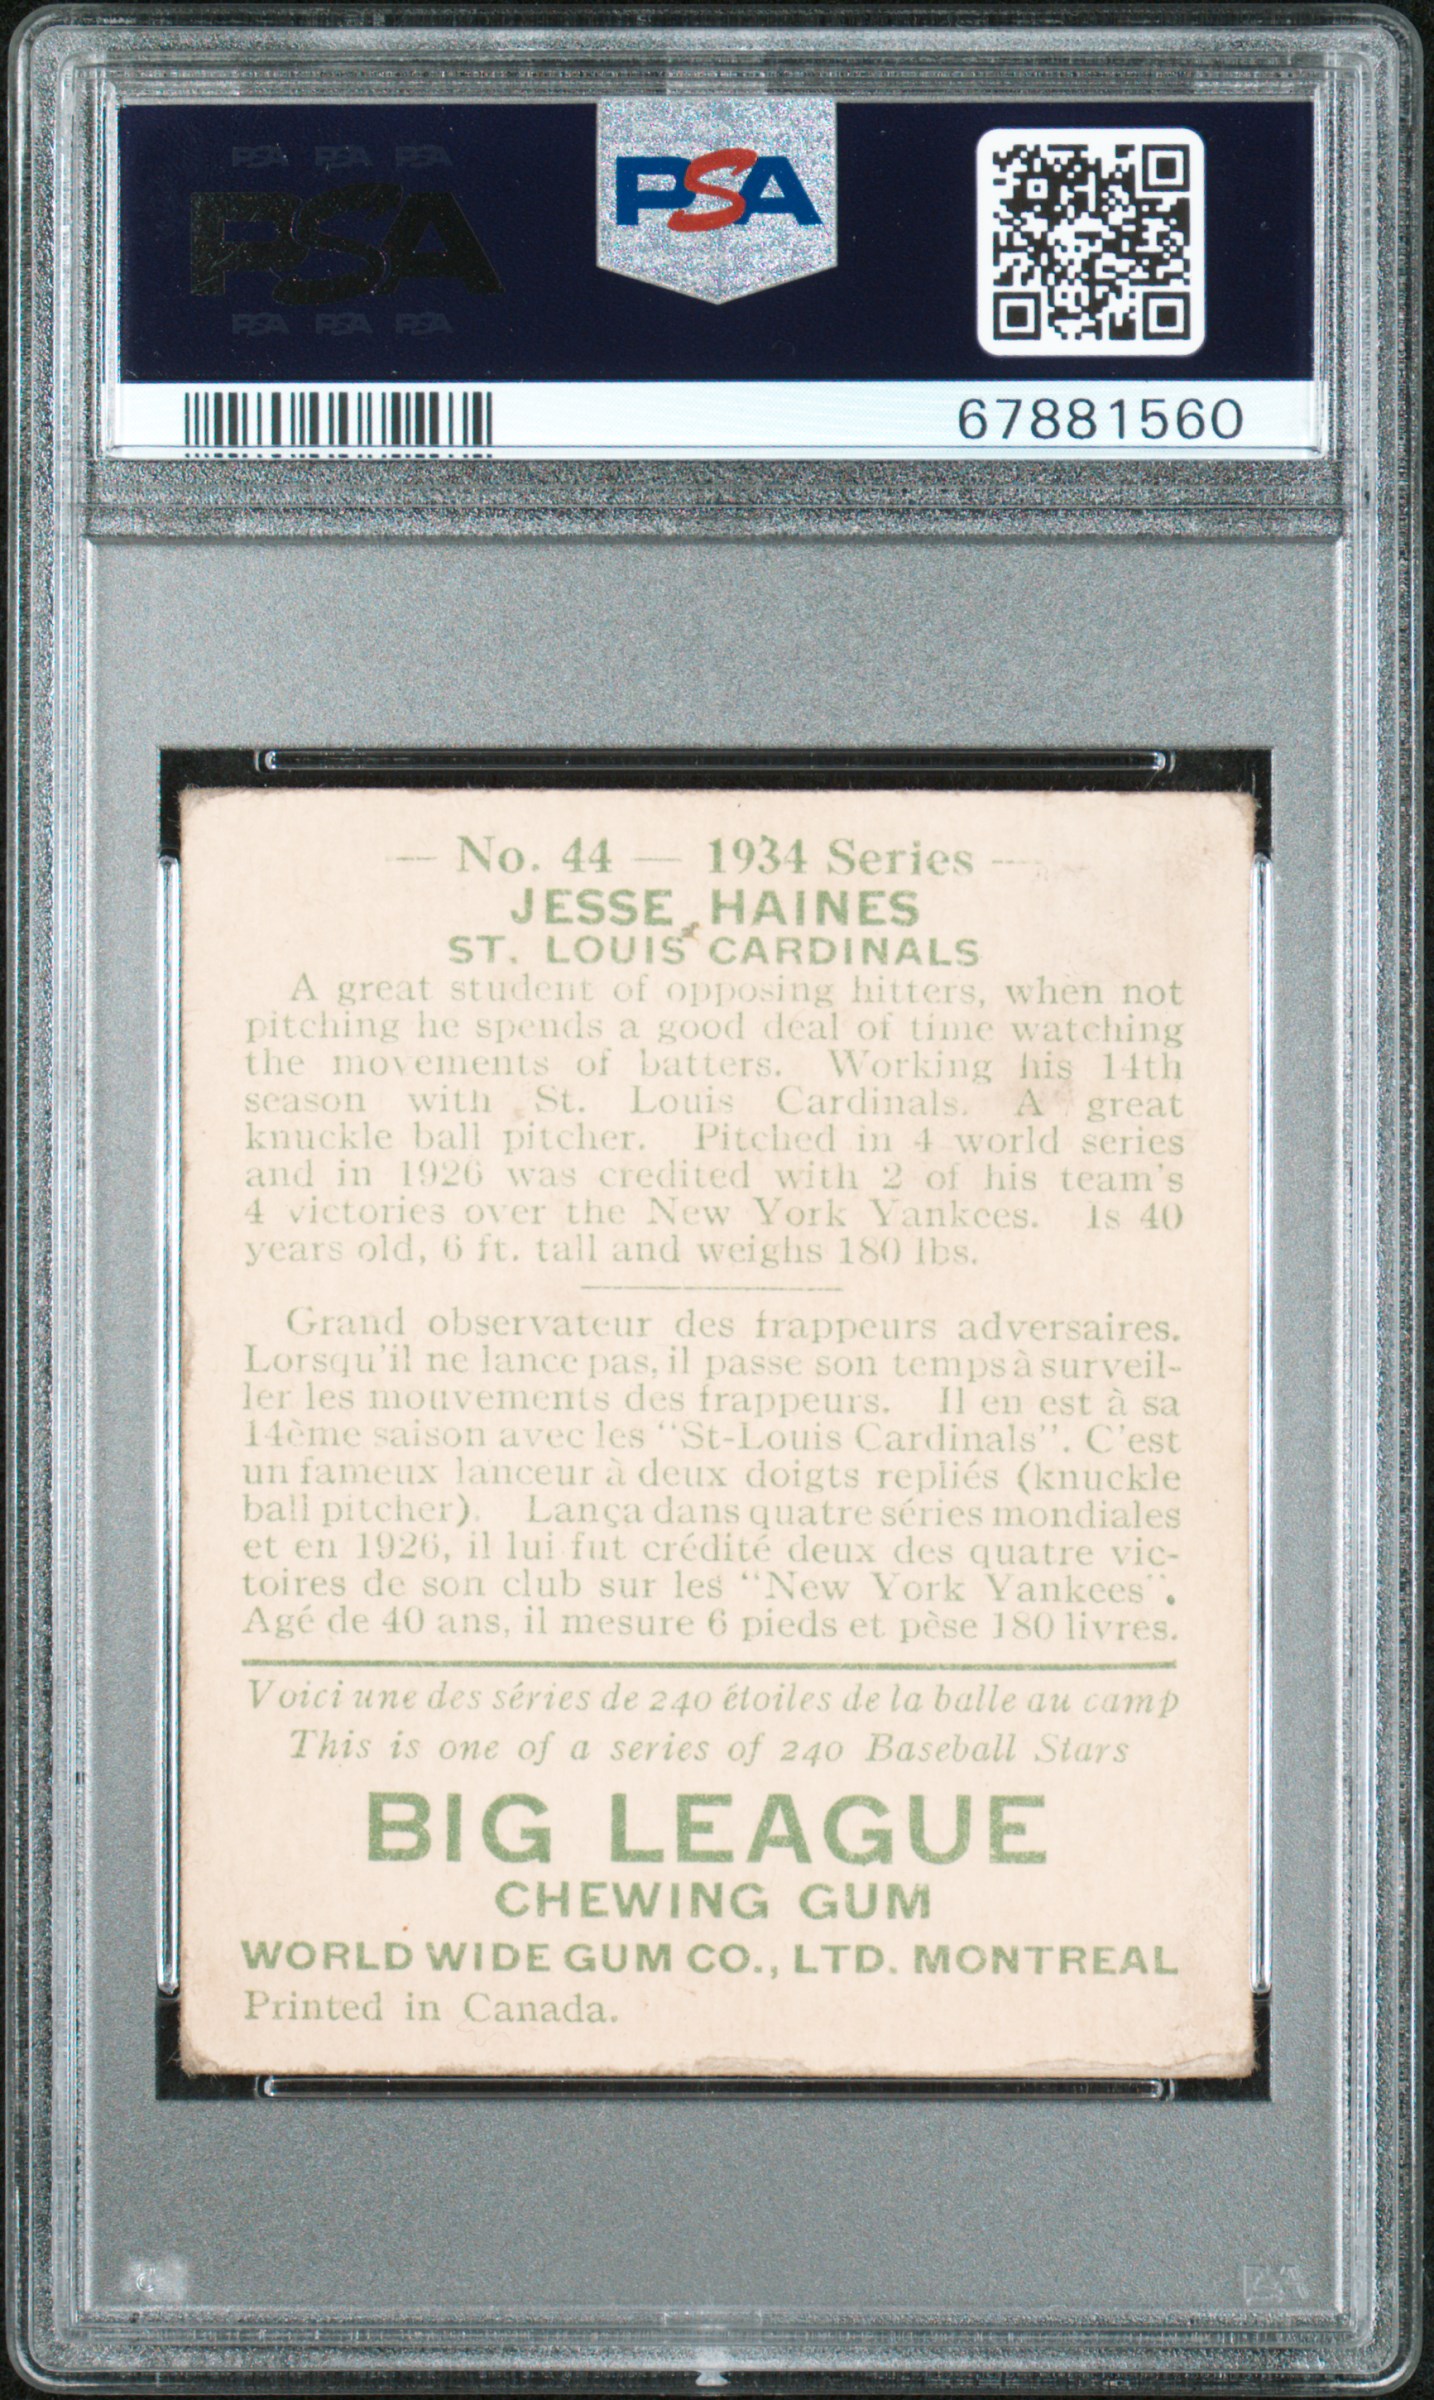 PSA PSA PSA
PSA
PSA PSA PSA
PSA
67881560
— No. 44 — 1934 Series —
JESSE HAINES
ST. LOUIS CARDINALS
A great student of opposing hitters, when not
pitching he spends a good deal of time watching
the movements of batters. Working his 14th
season with St. Louis Cardinals. A great
knuckle ball pitcher. Pitched in 4 world series
and in 1926 was credited with 2 of his team's
4 victories over the New York Yankees. Is 40
years old, 6 ft. tall and weighs 180 lbs.
Grand observateur des frappeurs adversaires.
Lorsqu'il ne lance pas, il passe son temps à surveil-
ler les mouvements des frappeurs. Il en est à sa
14ème saison avec les "St-Louis Cardinals". C'est
un fameux lanceur à deux doigts repliés (knuckle
ball pitcher). Lança dans quatre séries mondiales
et en 1926, il lui fut crédité deux des quatre vic-
toires de son club sur les "New York Yankees".
Agé de 40 ans, il mesure 6 pieds et pèse 180 livres.
Voici une des séries de 240 étoiles de la balle au camp
This is one of a series of 240 Baseball Stars
BIG LEAGUE
CHEWING GUM
WORLD WIDE GUM CO., LTD. MONTREAL
Printed in Canada.
PSA